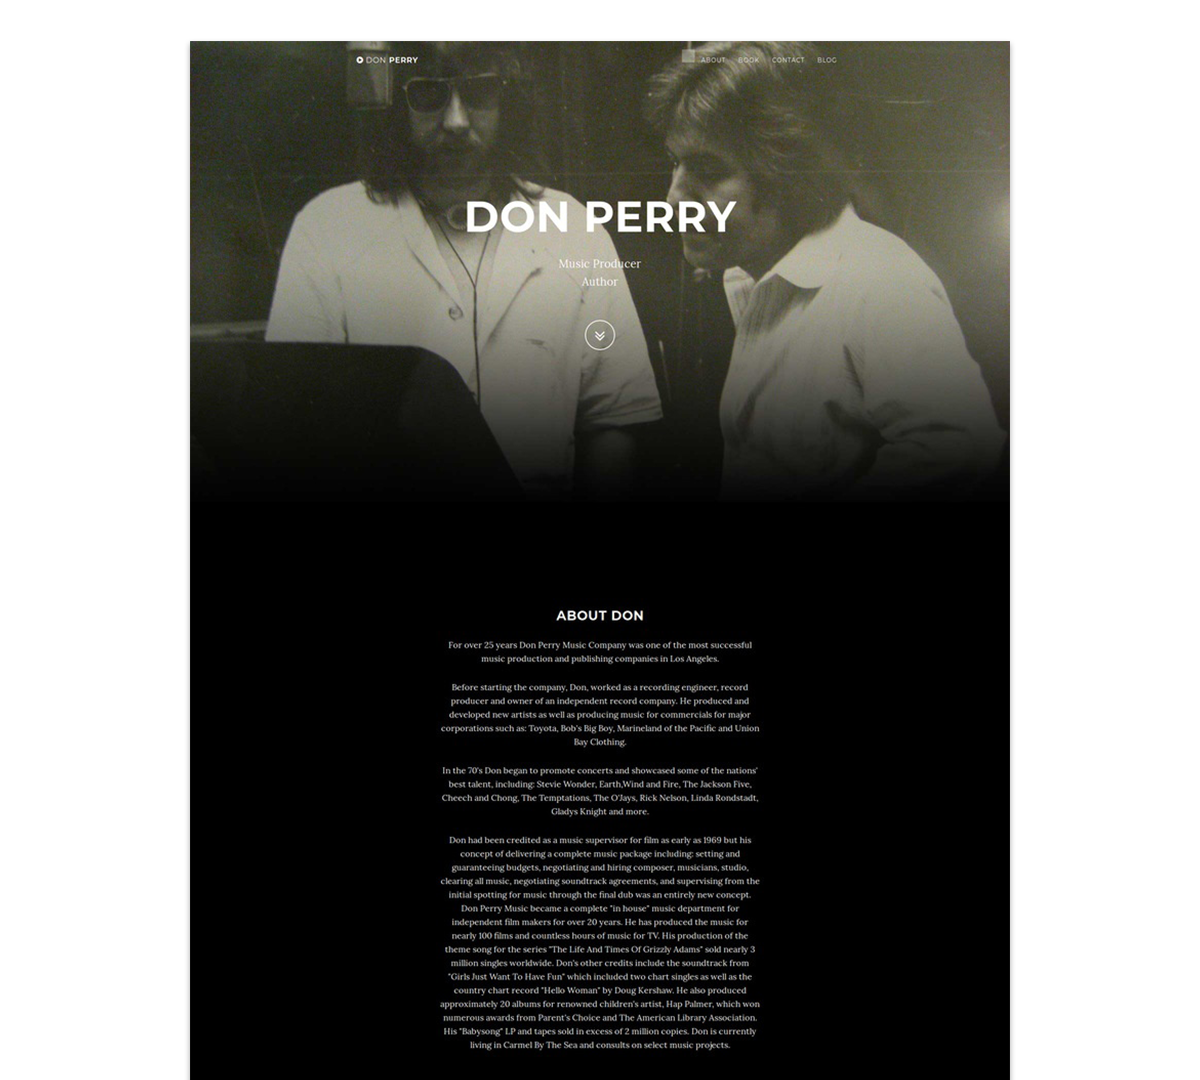 DON PERRY
ABOUT BOOK CONTACT BLOG
DON PERRY
Music Producer
Author
ABOUT DON
For over 25 years Don Perry Music Company was one of the most successful
music production and publishing companies in Los Angeles.
Before starting the company, Don, worked as a recording engineer, record
producer and owner of an independent record company. He produced and
developed new artists as well as producing music for commercials for major
corporations such as: Toyota, Bob's Big Boy, Marineland of the Pacific and Union
Bay Clothing.
In the 70's Don began to promote concerts and showcased some of the nations'
best talent, including: Stevie Wonder, Earth,Wind and Fire, The Jackson Five,
Cheech and Chong, The Temptations, The O'Jays, Rick Nelson, Linda Rondstadt,
Gladys Knight and more.
Don had been credited as a music supervisor for film as early as 1969 but his
concept of delivering a complete music package including: setting and
guaranteeing budgets, negotiating and hiring composer, musicians, studio,
clearing all music, negotiating soundtrack agreements, and supervising from the
initial spotting for music through the final dub was an entirely new concept.
Don Perry Music became a complete "in house" music department for
independent film makers for over 20 years. He has produced the music for
nearly 100 films and countless hours of music for TV. His production of the
theme song for the series "The Life And Times Of Grizzly Adams" sold nearly 3
million singles worldwide. Don's other credits include the soundtrack from
"Girls Just Want To Have Fun" which included two chart singles as well as the
country chart record "Hello Woman" by Doug Kershaw. He also produced
approximately 20 albums for renowned children's artist, Hap Palmer, which won
numerous awards from Parent's Choice and The American Library Association.
His "Babysong" LP and tapes sold in excess of 2 million copies. Don is currently
living in Carmel By The Sea and consults on select music projects.